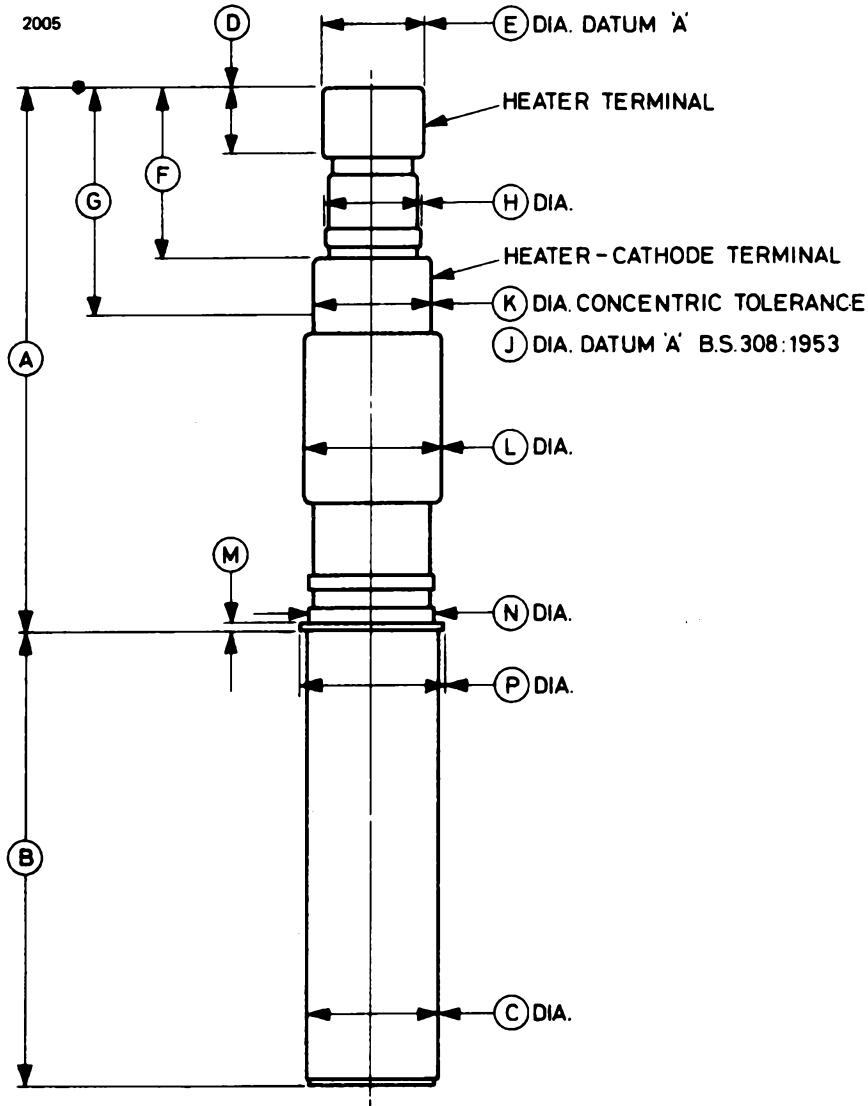 2005
D
E DIA. DATUM 'A'
HEATER TERMINAL
F
G
H DIA.
HEATER-CATHODE TERMINAL
K DIA. CONCENTRIC TOLERANCE
A
J DIA. DATUM 'A' B.S.308:1953
L DIA.
M
N DIA.
P DIA.
B
C DIA.